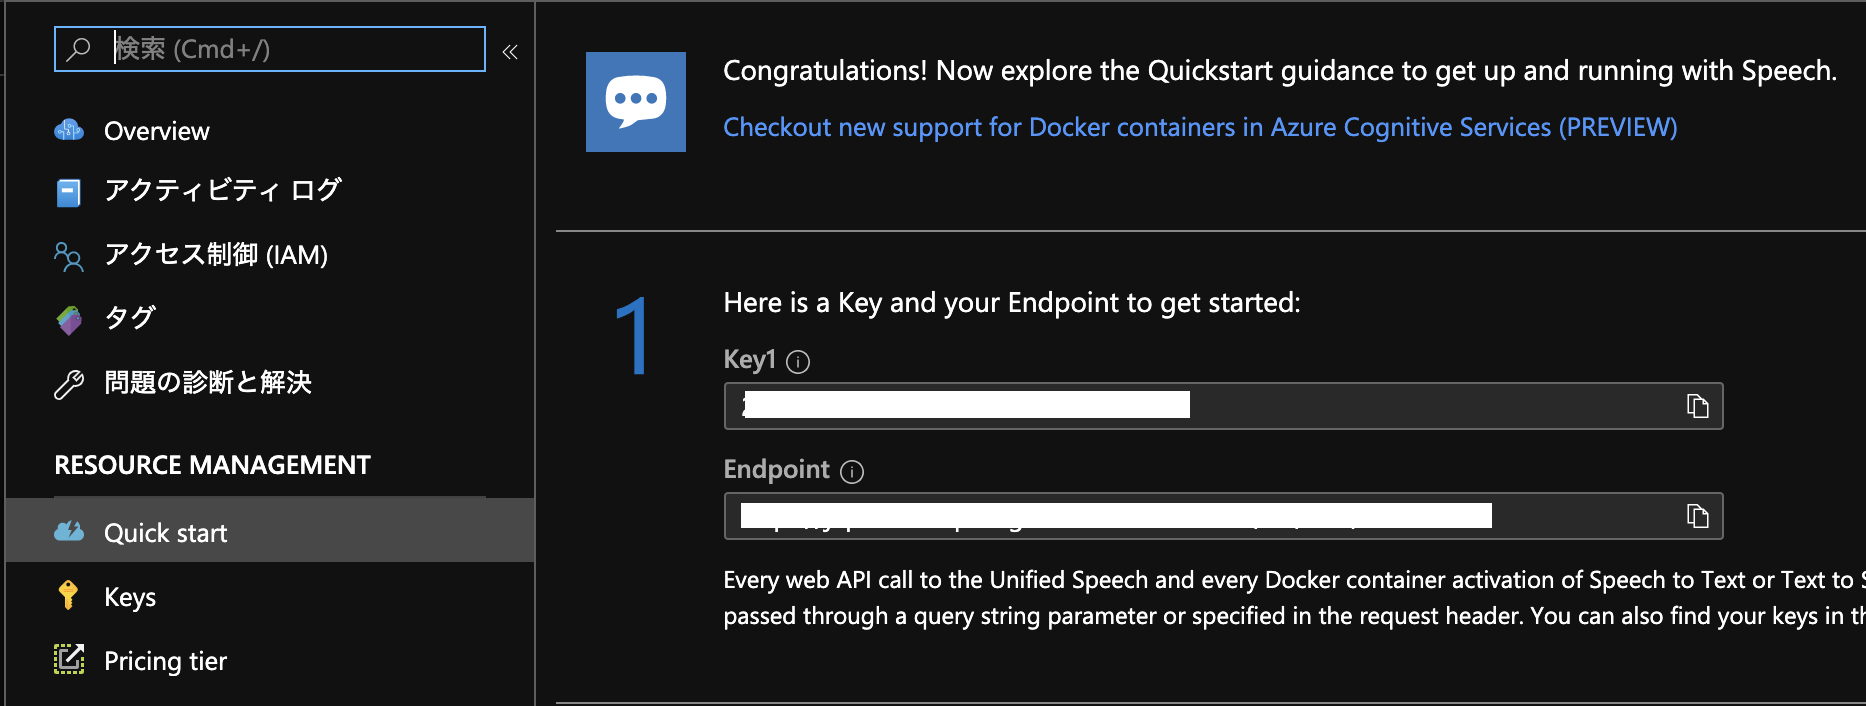 検索 (Cmd+/)
Overview
アクティビティ ログ
アクセス制御 (IAM)
タグ
問題の診断と解決
RESOURCE MANAGEMENT
Quick start
Keys
Pricing tier
Congratulations! Now explore the Quickstart guidance to get up and running with Speech.
Checkout new support for Docker containers in Azure Cognitive Services (PREVIEW)
1
Here is a Key and your Endpoint to get started:
Key1
Endpoint
Every web API call to the Unified Speech and every Docker container activation of Speech to Text or Text to
passed through a query string parameter or specified in the request header. You can also find your keys in